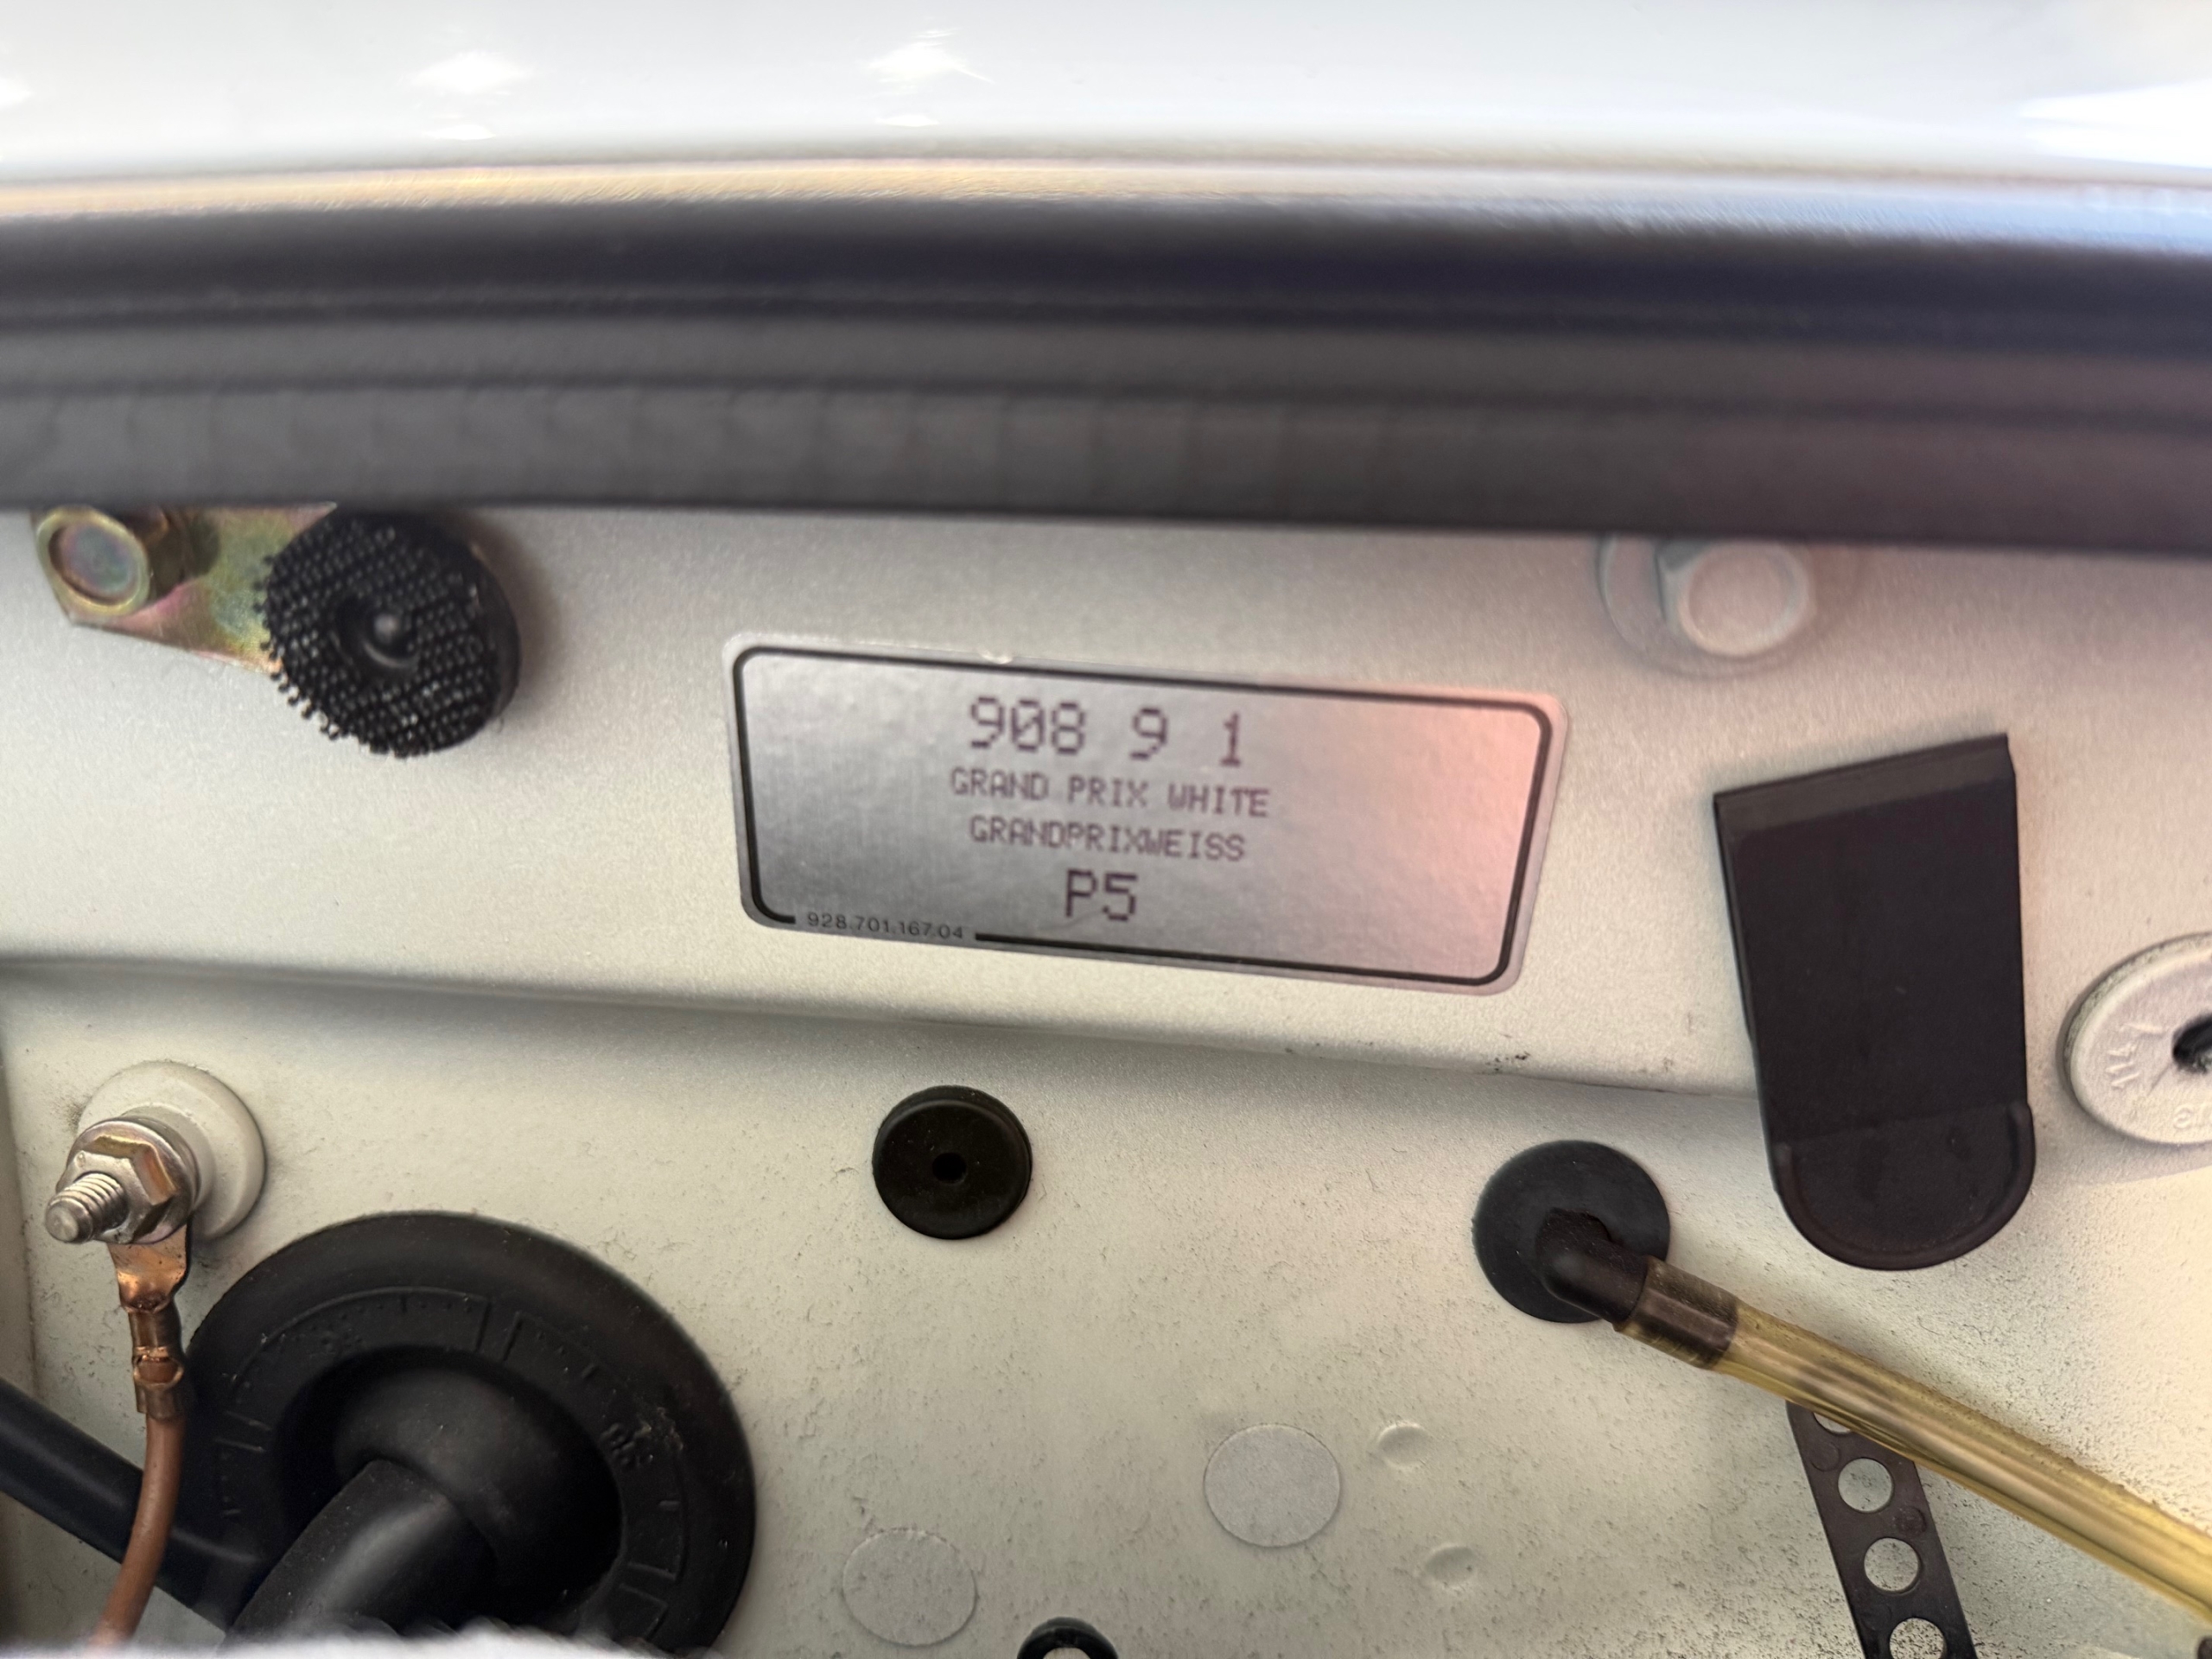 908 9 1
GRAND PRIX WHITE
GRANDPRIXWEISS
P5
928.701.167.04